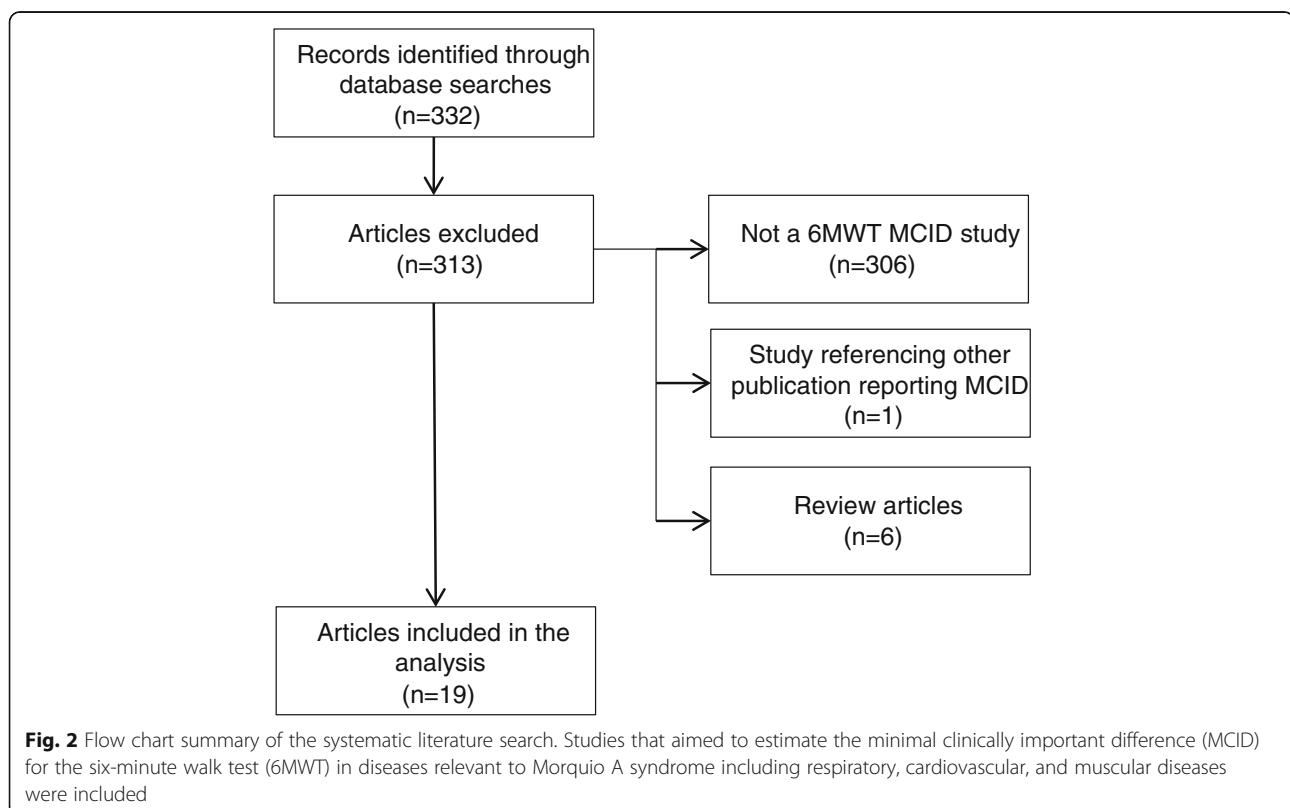 Records identified through
database searches
(n=332)
Articles excluded
(n=313)
Not a 6MWT MCID study
(n=306)
Study referencing other
publication reporting MCID
(n=1)
Review articles
(n=6)
Articles included in the
analysis
(n=19)
Fig. 2 Flow chart summary of the systematic literature search. Studies that aimed to estimate the minimal clinically important difference (MCID)
for the six-minute walk test (6MWT) in diseases relevant to Morquio A syndrome including respiratory, cardiovascular, and muscular diseases
were included